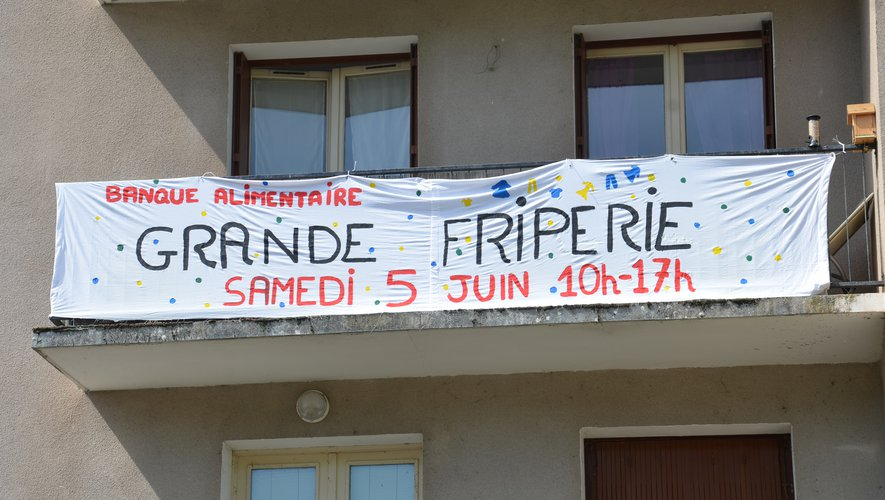 BANQUE ALIMENTAIRE
GRANDE FRIPERIE
SAMEDI 5 JUIN 10h-17h